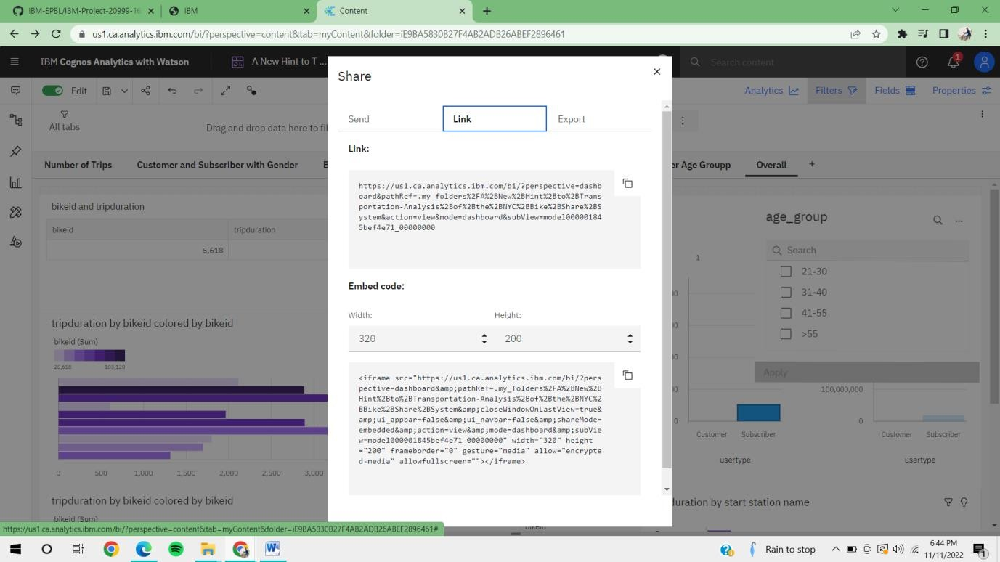 IBM-EPBL/IBM-Project-20999-16
IBM
Content
us1.ca.analytics.ibm.com/bi/?perspective=content&tab=myContent&folder=iE9BA5830B27F4AB2ADB26ABEF2896461
IBM Cognos Analytics with Watson
A New Hint to T ...
Search content
1
Edit
Analytics
Filters
Fields
Properties
All tabs
Drag and drop data here to fil
Number of Trips
Customer and Subscriber with Gender
er Age Groupp
Overall
bikeid and tripduration
bikeid
tripduration
5,618
tripduration by bikeid colored by bikeid
bikeid (Sum)
20,618
103,120
0
500
1,000
1,500
2,000
2,500
3,000
tripduration by bikeid colored by bikeid
bikeid (Sum)
Share
Send
Link
Export
Link:
https://us1.ca.analytics.ibm.com/bi/?perspective=dashb
oard&pathRef=.my_folders%2FA%2BNew%2BHint%2Bto%2BTrans
portation-Analysis%2Bof%2Bthe%2BNYC%2BBike%2BShare%2BS
ystem&action=view&mode=dashboard&subView=model000000184
5bef4e71_00000000
Embed code:
Width:
Height:
320
200
<iframe src="https://us1.ca.analytics.ibm.com/bi/?pers
pective=dashboard&amp;pathRef=.my_folders%2FA%2BNew%2B
Hint%2Bto%2BTransportation-Analysis%2Bof%2Bthe%2BNYC%2
BBike%2BShare%2BSystem&amp;closeWindowOnLastView=true&
amp;ui_appbar=false&amp;ui_navbar=false&amp;shareMode=
embedded&amp;action=view&amp;mode=dashboard&amp;subVie
w=model0000001845bef4e71_00000000" width="320" height
="200" frameborder="0" gesture="media" allow="encrypte
d-media" allowfullscreen=""></iframe>
1
0
Customer
Subscriber
usertype
age_group
Search
21-30
31-40
41-55
>55
Apply
100,000,000
0
Customer
Subscriber
usertype
duration by start station name
bikeid
https://us1.ca.analytics.ibm.com/bi/?perspective=content&tab=myContent&folder=iE9BA5830B27F4AB2ADB26ABEF2896461#
Rain to stop
6:44 PM
11/11/2022
1